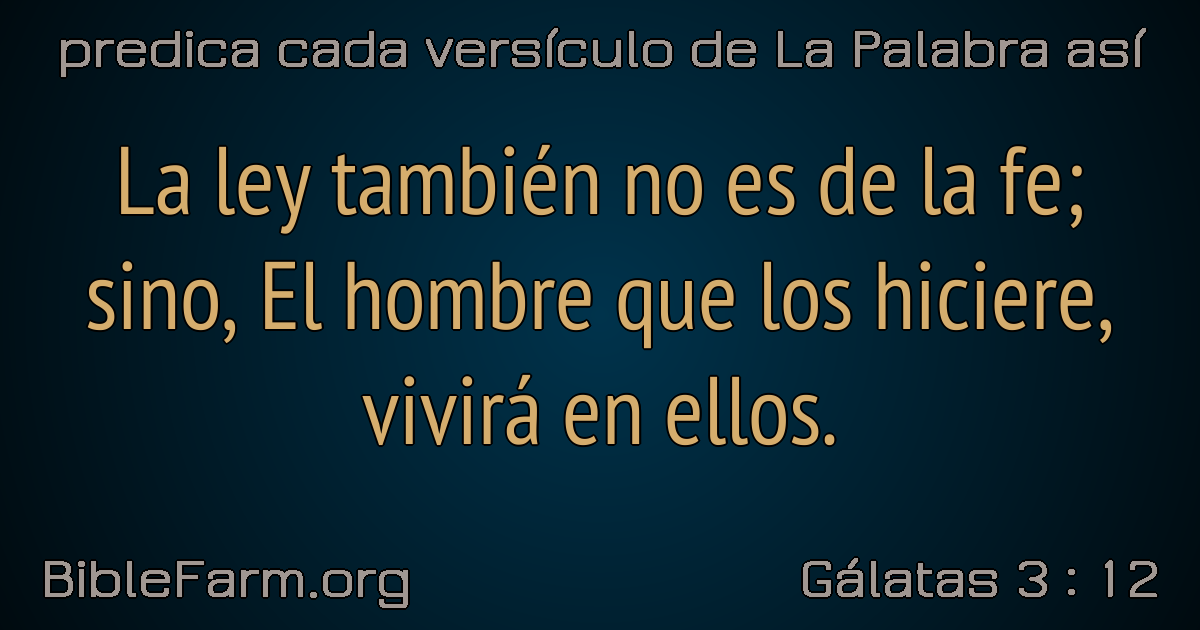 predica cada versículo de La Palabra así
La ley también no es de la fe;
sino, El hombre que los hiciere,
vivirá en ellos.
BibleFarm.org
Gálatas 3 : 12